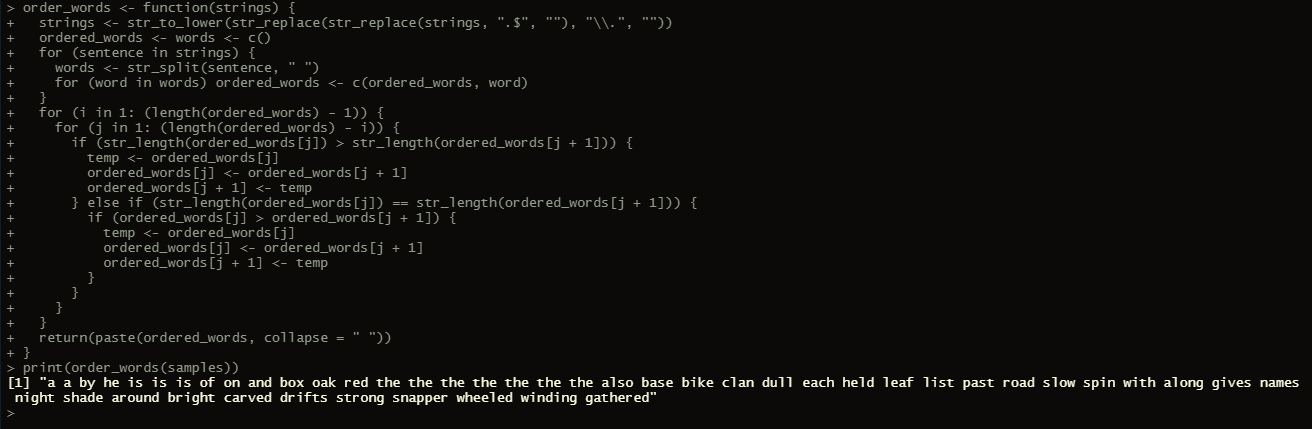 > order_words <- function(strings) {
+   strings <- str_to_lower(str_replace(str_replace(strings, ".$", ""), "\\.", ""))
+   ordered_words <- words <- c()
+   for (sentence in strings) {
+     words <- str_split(sentence, " ")
+     for (word in words) ordered_words <- c(ordered_words, word)
+   }
+   for (i in 1: (length(ordered_words) - 1)) {
+     for (j in 1: (length(ordered_words) - i)) {
+       if (str_length(ordered_words[j]) > str_length(ordered_words[j + 1])) {
+         temp <- ordered_words[j]
+         ordered_words[j] <- ordered_words[j + 1]
+         ordered_words[j + 1] <- temp
+       } else if (str_length(ordered_words[j]) == str_length(ordered_words[j + 1])) {
+         if (ordered_words[j] > ordered_words[j + 1]) {
+           temp <- ordered_words[j]
+           ordered_words[j] <- ordered_words[j + 1]
+           ordered_words[j + 1] <- temp
+         }
+       }
+     }
+   }
+   return(paste(ordered_words, collapse = " "))
+ }
> print(order_words(samples))
[1] "a a by he is is is of on and box oak red the the the the the the the also base bike clan dull each held leaf list past road slow spin with along gives names
 night shade around bright carved drifts strong snapper wheeled winding gathered"
>